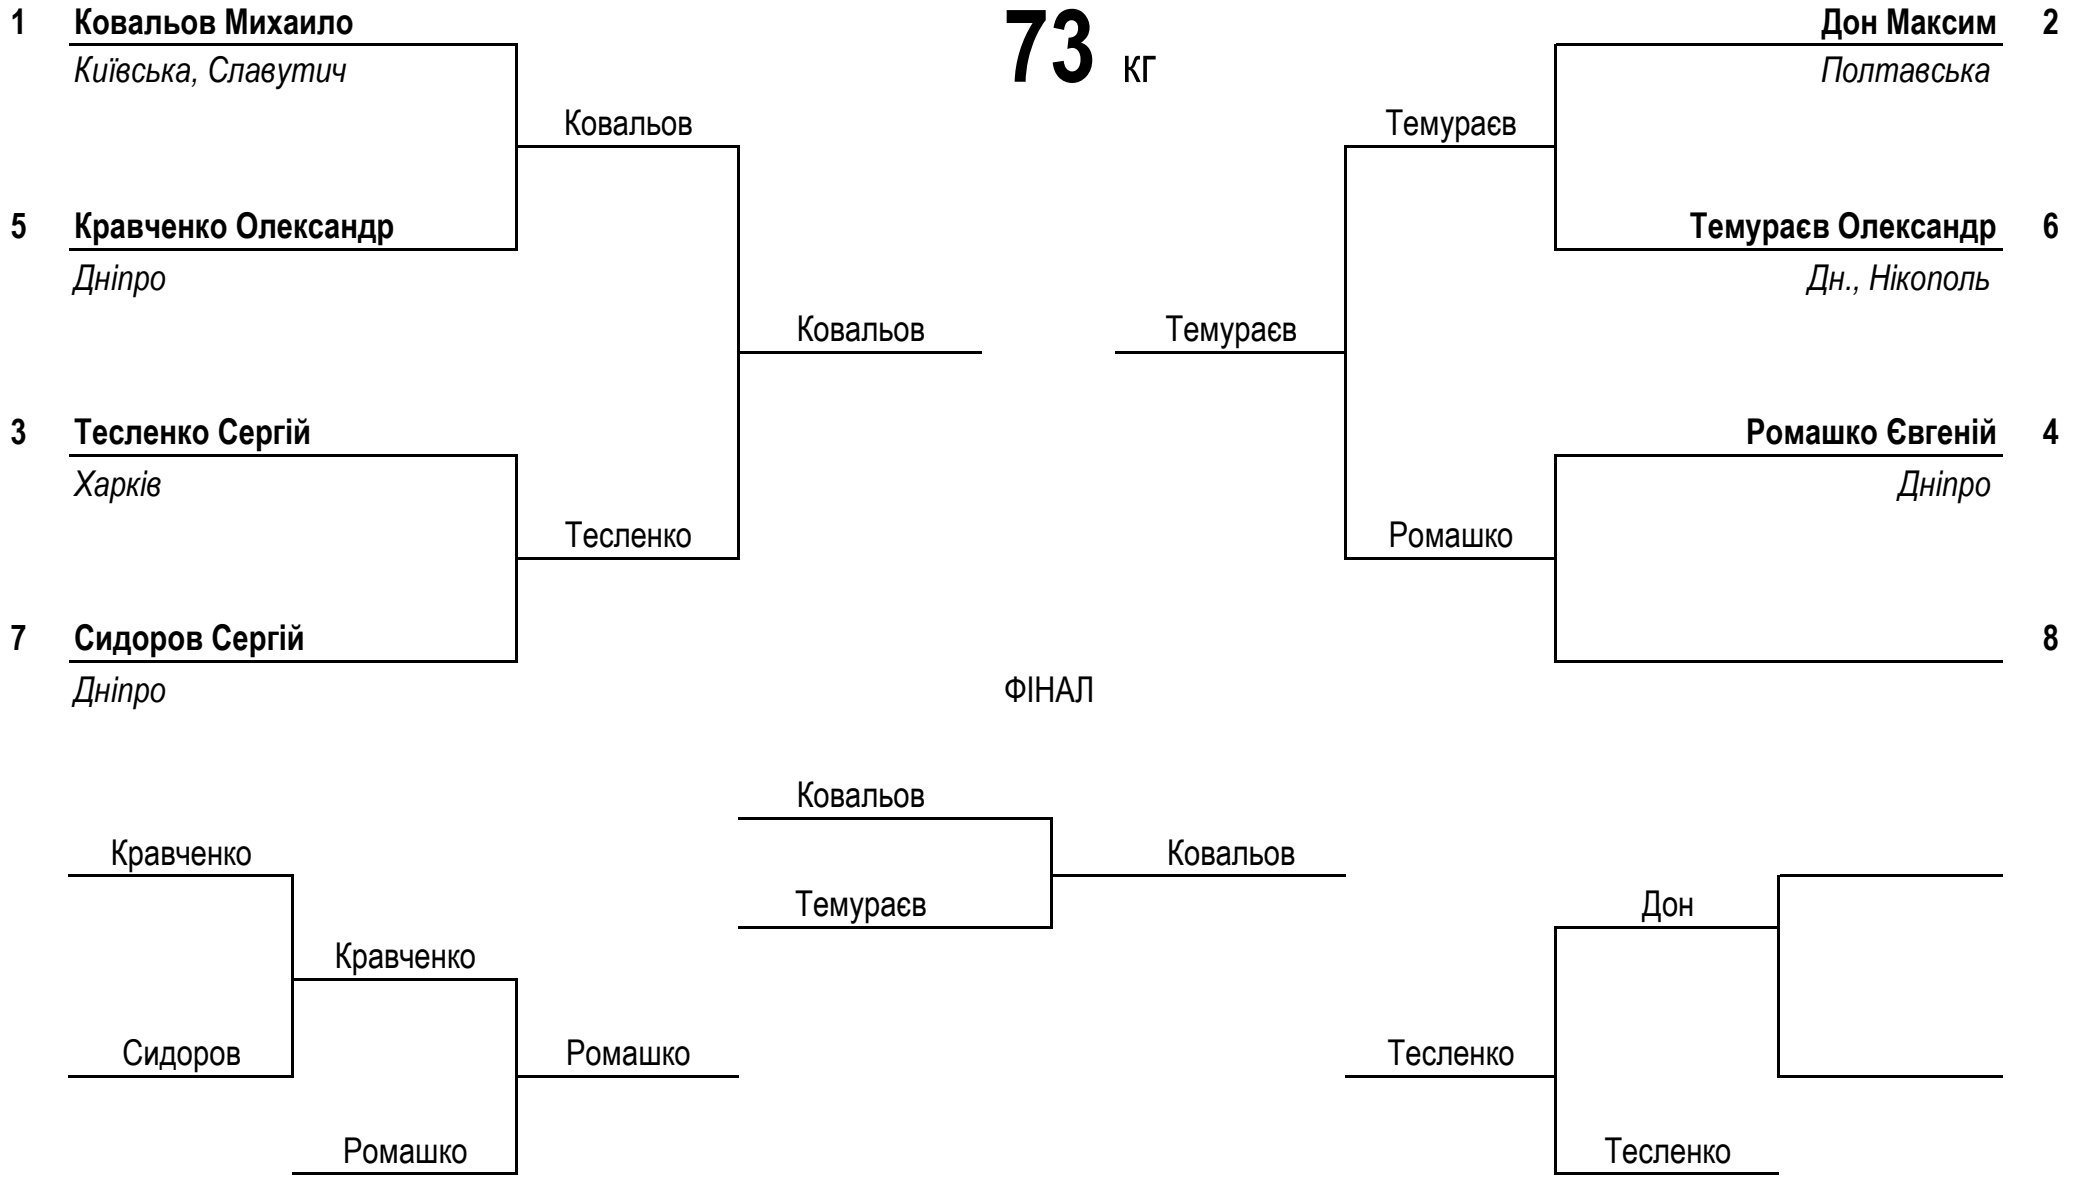 1 Ковальов Михаило 73 кг Дон Максим 2
Київська, Славутич Полтавська
Ковальов Темураєв
5 Кравченко Олександр Темураєв Олександр 6
Дніпро Дн., Нікополь
Ковальов Темураєв
3 Тесленко Сергій Ромашко Євгеній 4
Харків Дніпро
Тесленко Ромашко
7 Сидоров Сергій 8
Дніпро ФІНАЛ
Ковальов
Кравченко Ковальов
Темураєв Дон
Кравченко
Сидоров Ромашко Тесленко
Ромашко Тесленко